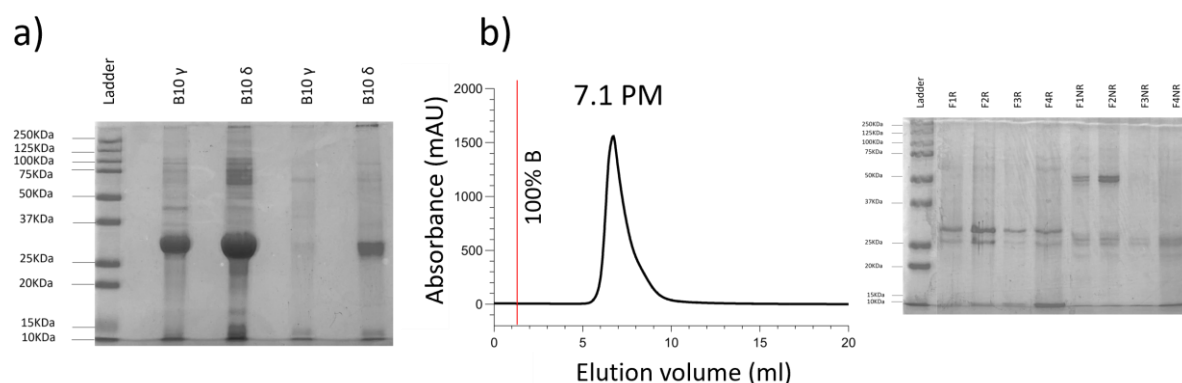 a)
Ladder
B10 γ
B10 δ
B10 γ
B10 δ
250KDa
125KDa
100KDa
75KDa
50KDa
37KDa
25KDa
20KDa
15KDa
10KDa
b)
7.1 PM
100% B
Absorbance (mAU)
2000
1500
1000
500
0
0
5
10
15
20
Elution volume (ml)
Ladder
F1R
F2R
F3R
F4R
F1NR
F2NR
F3NR
F4NR
250KDa
125KDa
100KDa
75KDa
50KDa
37KDa
25KDa
20KDa
15KDa
10KDa